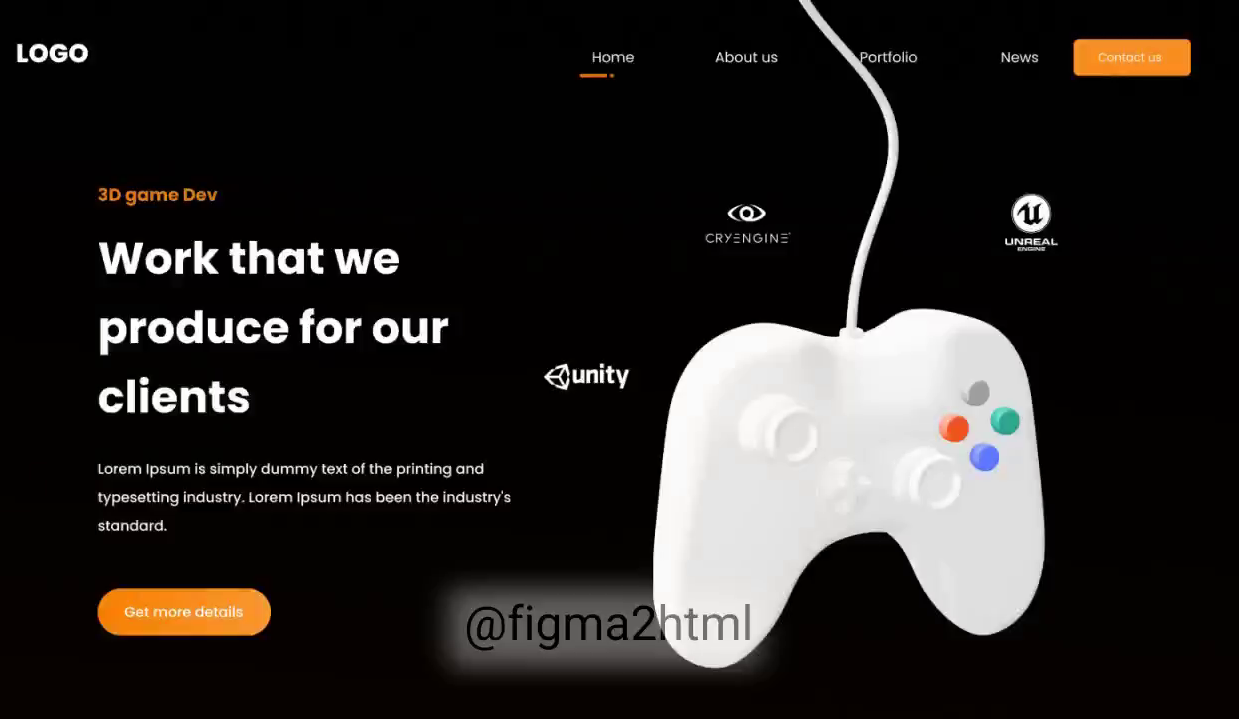 LOGO
Home
About us
Portfolio
News
Contact us
3D game Dev
Work that we
produce for our
clients
Lorem Ipsum is simply dummy text of the printing and
typesetting industry. Lorem Ipsum has been the industry's
standard.
Get more details
CRYENGINE
UNREAL
ENGINE
unity
@figma2html